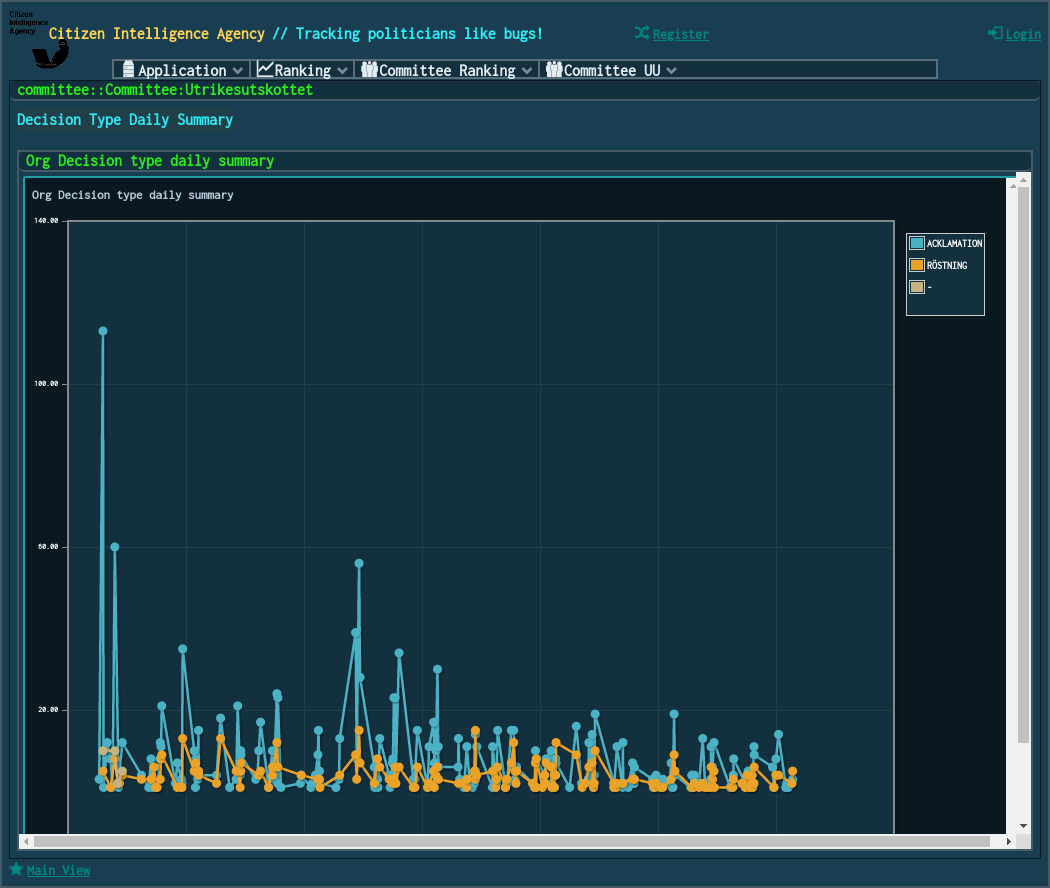 Citizen
Intelligence
Agency
Citizen Intelligence Agency // Tracking politicians like bugs!
Register
Login
Application
Ranking
Committee Ranking
Committee UU
committee::Committee:Utrikesutskottet
Decision Type Daily Summary
Org Decision type daily summary
Org Decision type daily summary
140.00
100.00
60.00
20.00
ACKLAMATION
RÖSTNING
-
Main View